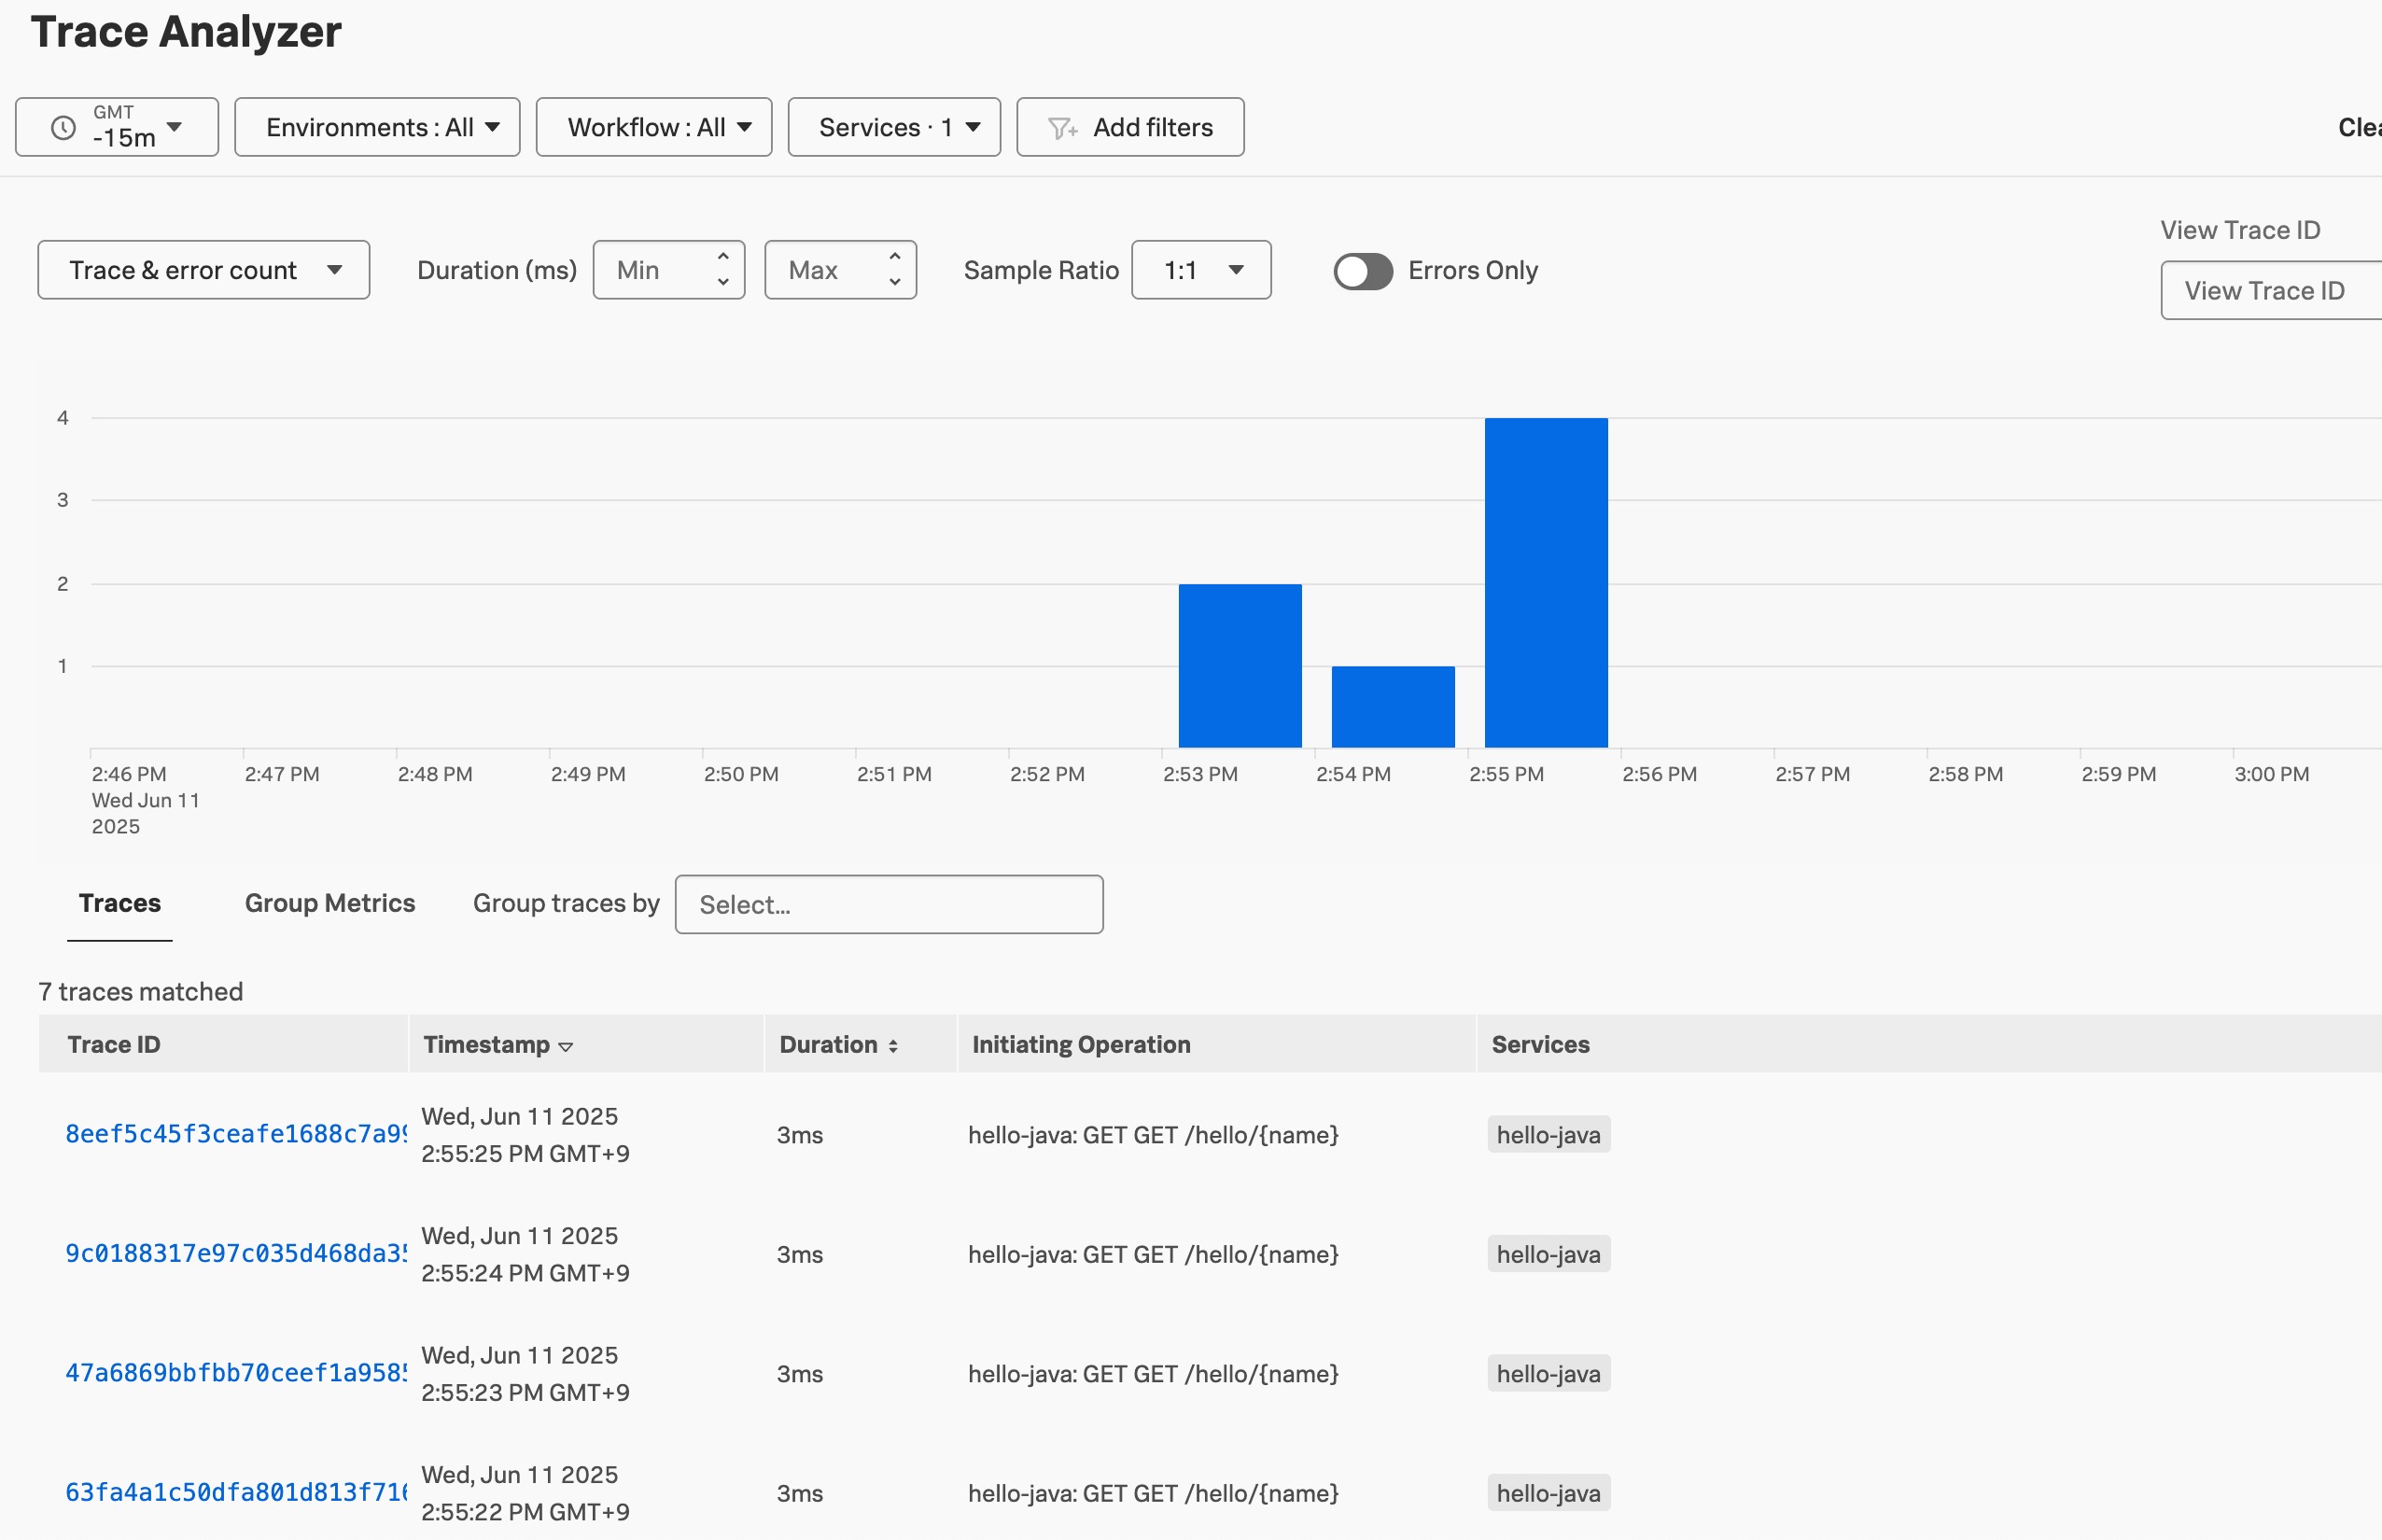 Trace Analyzer
GMT
-15m
Environments : All
Workflow : All
Services · 1
Add filters
Trace & error count
Duration (ms)
Min
Max
Sample Ratio
1:1
Errors Only
View Trace ID
View Trace ID
4
3
2
1
2:46 PM 2:47 PM 2:48 PM 2:49 PM 2:50 PM 2:51 PM 2:52 PM 2:53 PM 2:54 PM 2:55 PM 2:56 PM 2:57 PM 2:58 PM 2:59 PM 3:00 PM
Wed Jun 11
2025
Traces
Group Metrics
Group traces by
Select...
7 traces matched
Trace ID Timestamp Duration Initiating Operation Services
Wed, Jun 11 2025
8eef5c45f3ceafe1688c7a99 3ms hello-java: GET GET /hello/{name} hello-java
2:55:25 PM GMT+9
Wed, Jun 11 2025
9c0188317e97c035d468da35 3ms hello-java: GET GET /hello/{name} hello-java
2:55:24 PM GMT+9
Wed, Jun 11 2025
47a6869bbfbb70ceef1a9585 3ms hello-java: GET GET /hello/{name} hello-java
2:55:23 PM GMT+9
Wed, Jun 11 2025
63fa4a1c50dfa801d813f716 3ms hello-java: GET GET /hello/{name} hello-java
2:55:22 PM GMT+9